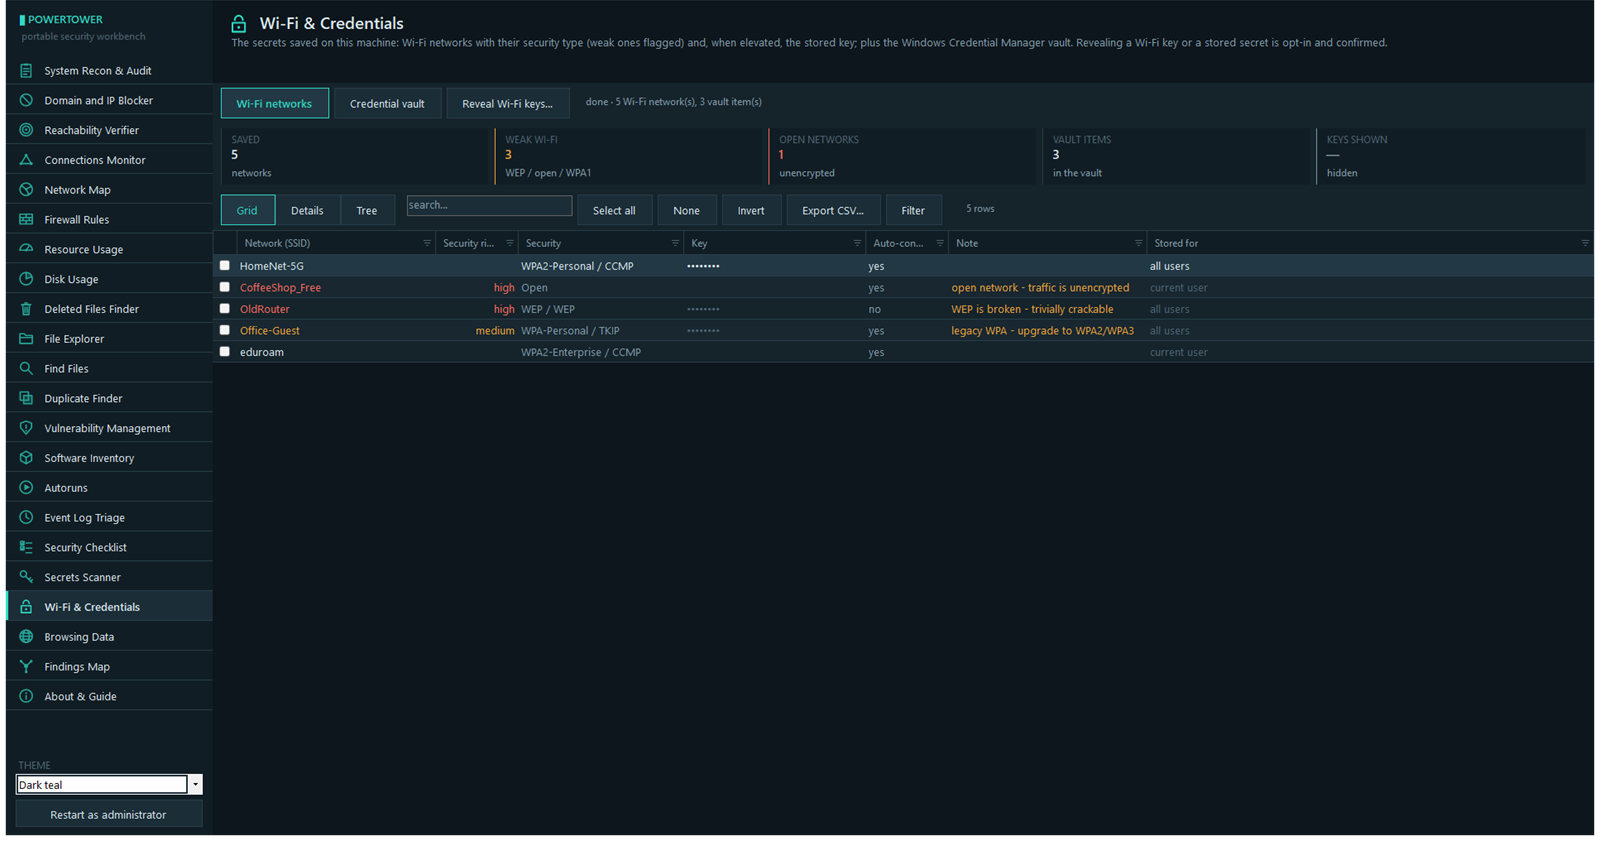 POWERTOWER
portable security workbench
System Recon & Audit
Domain and IP Blocker
Reachability Verifier
Connections Monitor
Network Map
Firewall Rules
Resource Usage
Disk Usage
Deleted Files Finder
File Explorer
Find Files
Duplicate Finder
Vulnerability Management
Software Inventory
Autoruns
Event Log Triage
Security Checklist
Secrets Scanner
Wi-Fi & Credentials
Browsing Data
Findings Map
About & Guide
THEME
Dark teal
Restart as administrator
Wi-Fi & Credentials
The secrets saved on this machine: Wi-Fi networks with their security type (weak ones flagged) and, when elevated, the stored key; plus the Windows Credential Manager vault. Revealing a Wi-Fi key or a stored secret is opt-in and confirmed.
Wi-Fi networks Credential vault Reveal Wi-Fi keys... done · 5 Wi-Fi network(s), 3 vault item(s)
SAVED WEAK WI-FI OPEN NETWORKS VAULT ITEMS KEYS SHOWN
5 3 1 3 —
networks WEP / open / WPA1 unencrypted in the vault hidden
Grid Details Tree search... Select all None Invert Export CSV... Filter 5 rows
Network (SSID) Security ri... Security Key Auto-con... Note Stored for
HomeNet-5G WPA2-Personal / CCMP •••••••• yes all users
CoffeeShop_Free high Open yes open network - traffic is unencrypted current user
OldRouter high WEP / WEP •••••••• no WEP is broken - trivially crackable all users
Office-Guest medium WPA-Personal / TKIP •••••••• yes legacy WPA - upgrade to WPA2/WPA3 all users
eduroam WPA2-Enterprise / CCMP yes current user